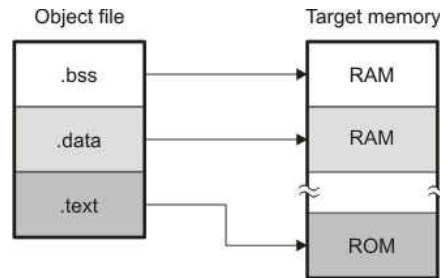 Object file
Target memory
.bss
RAM
.data
RAM
.text
ROM